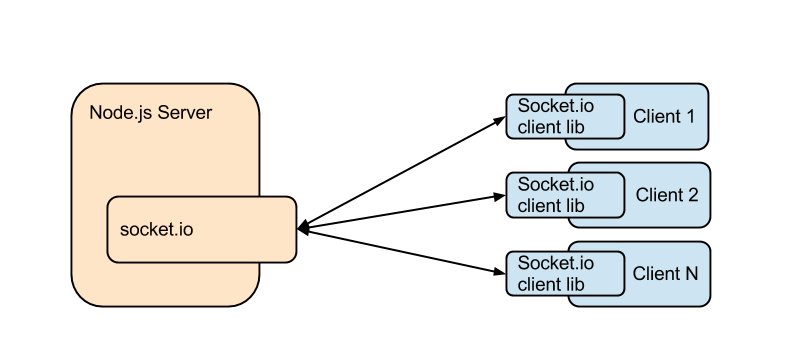 Node.js Server
socket.io
Socket.io
client lib
Client 1
Socket.io
client lib
Client 2
Socket.io
client lib
Client N